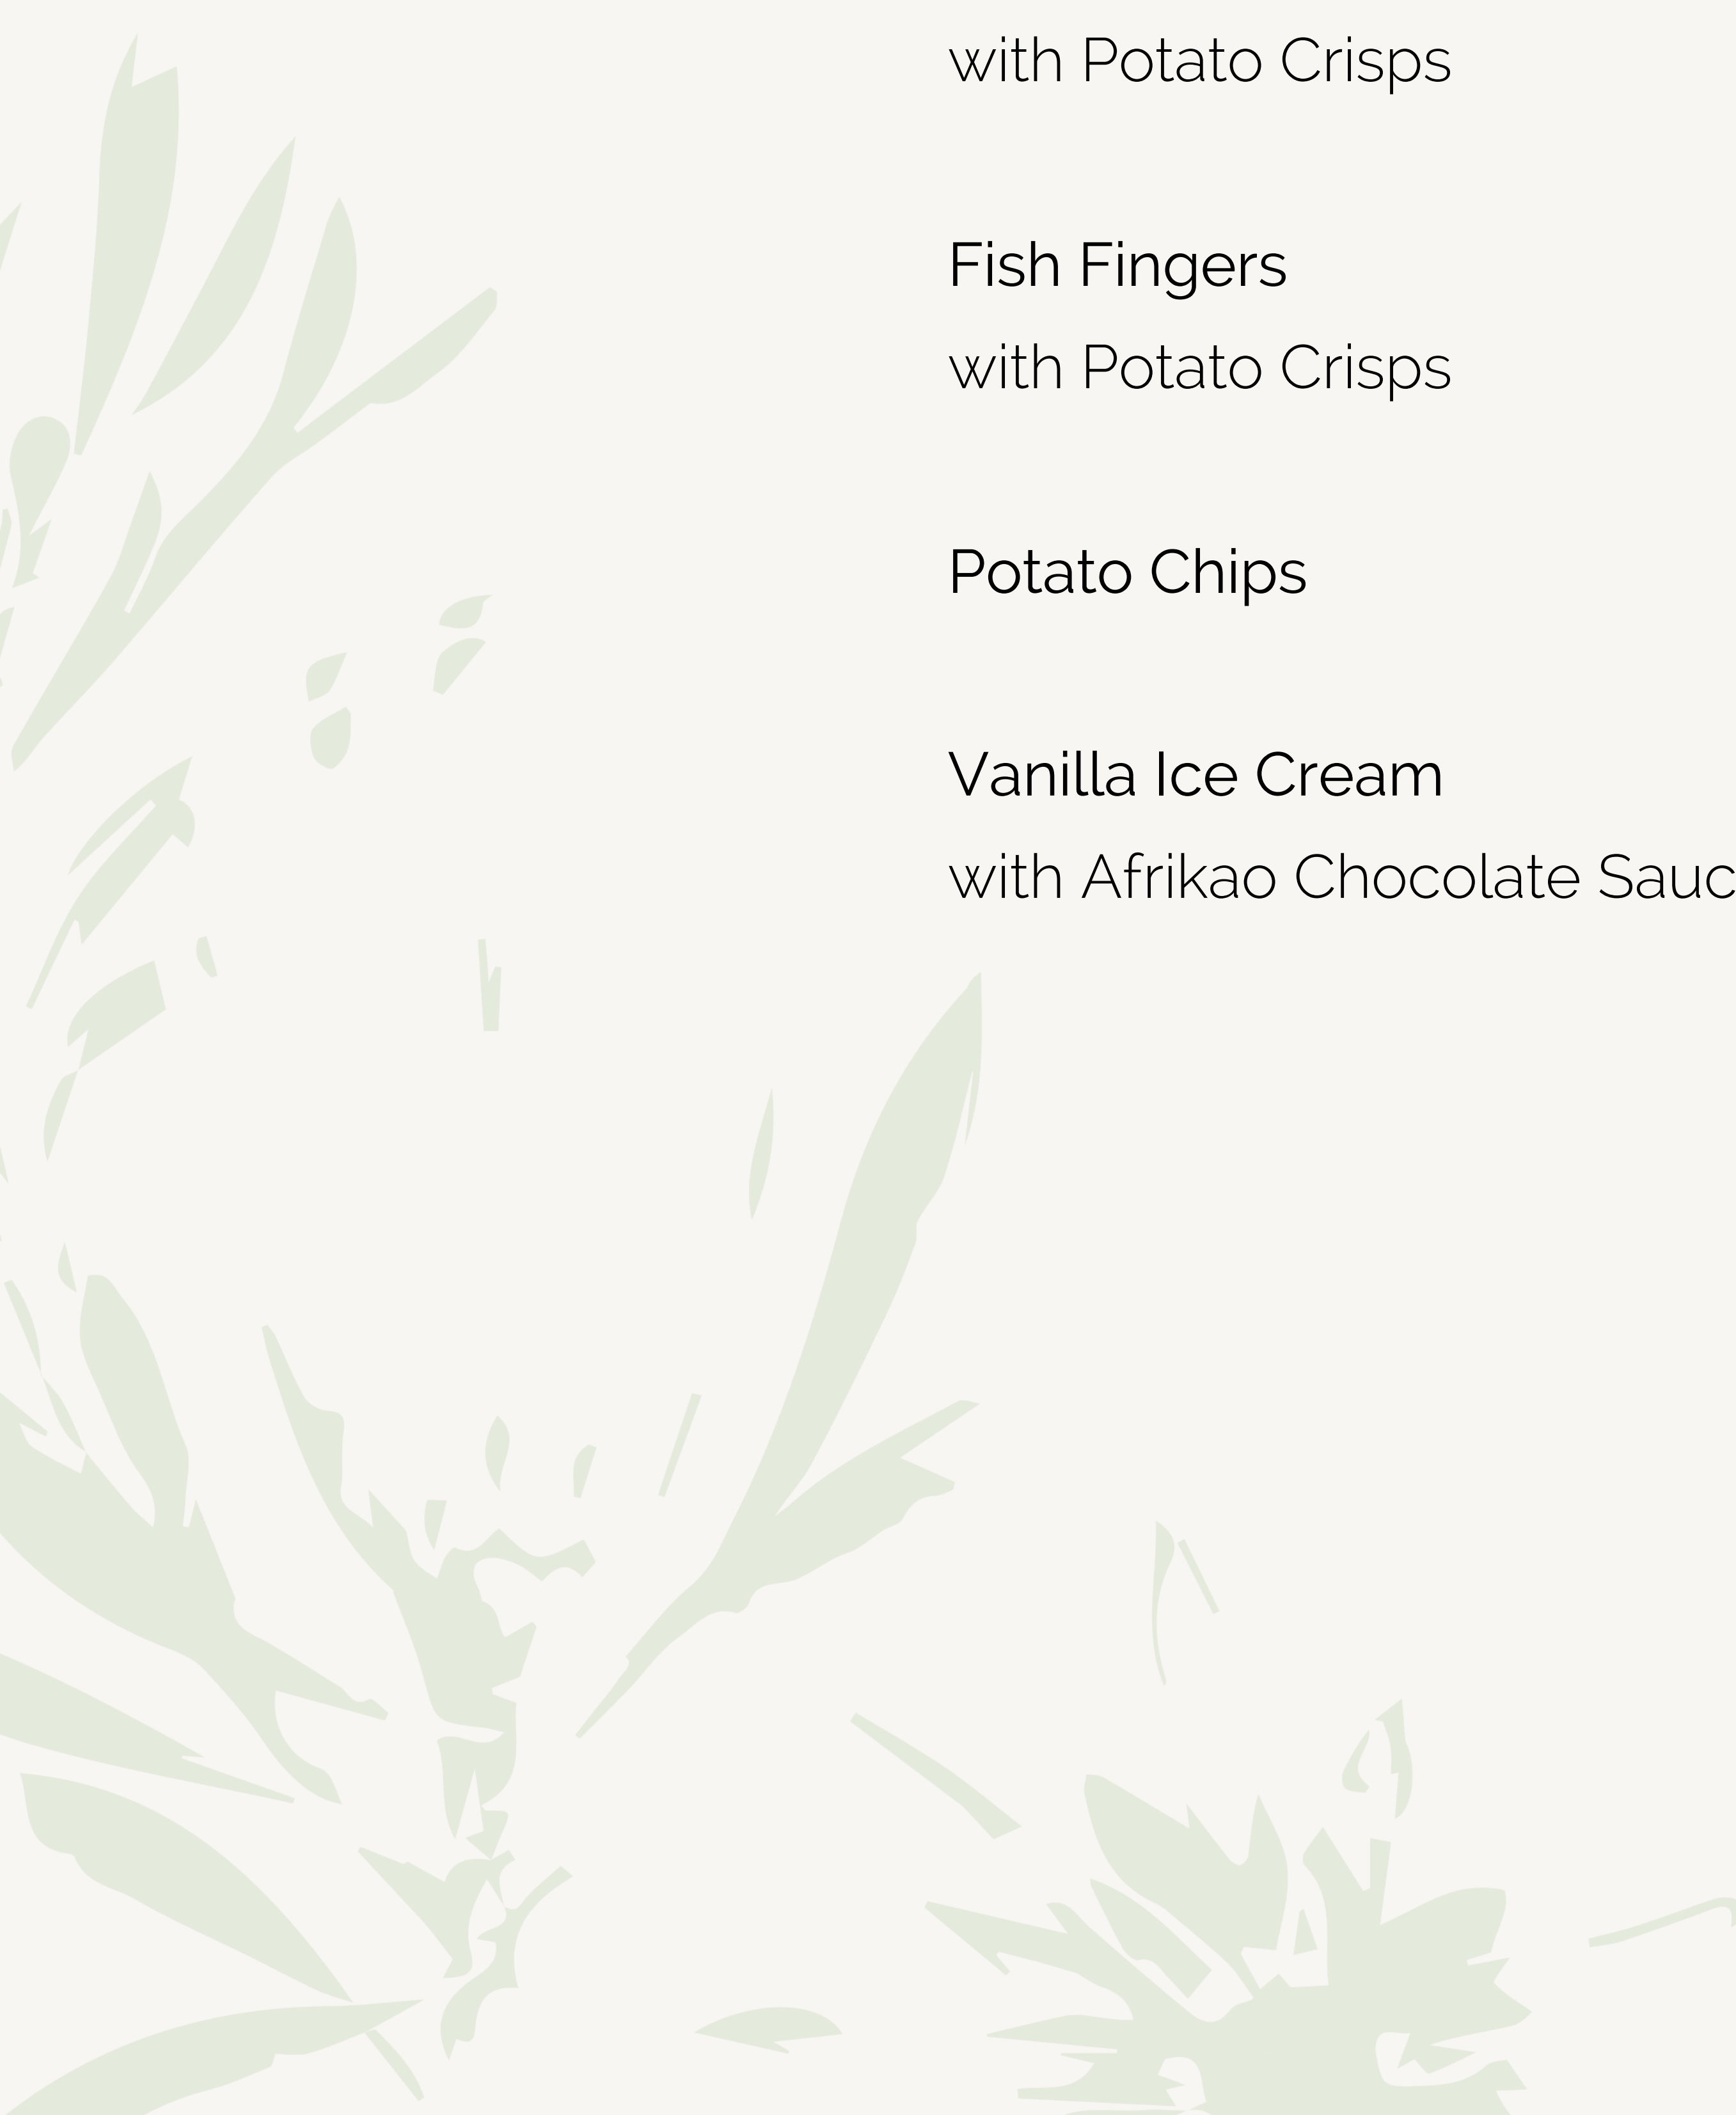 with Potato Crisps
Fish Fingers
with Potato Crisps
Potato Chips
Vanilla Ice Cream
with Afrikao Chocolate Sauc